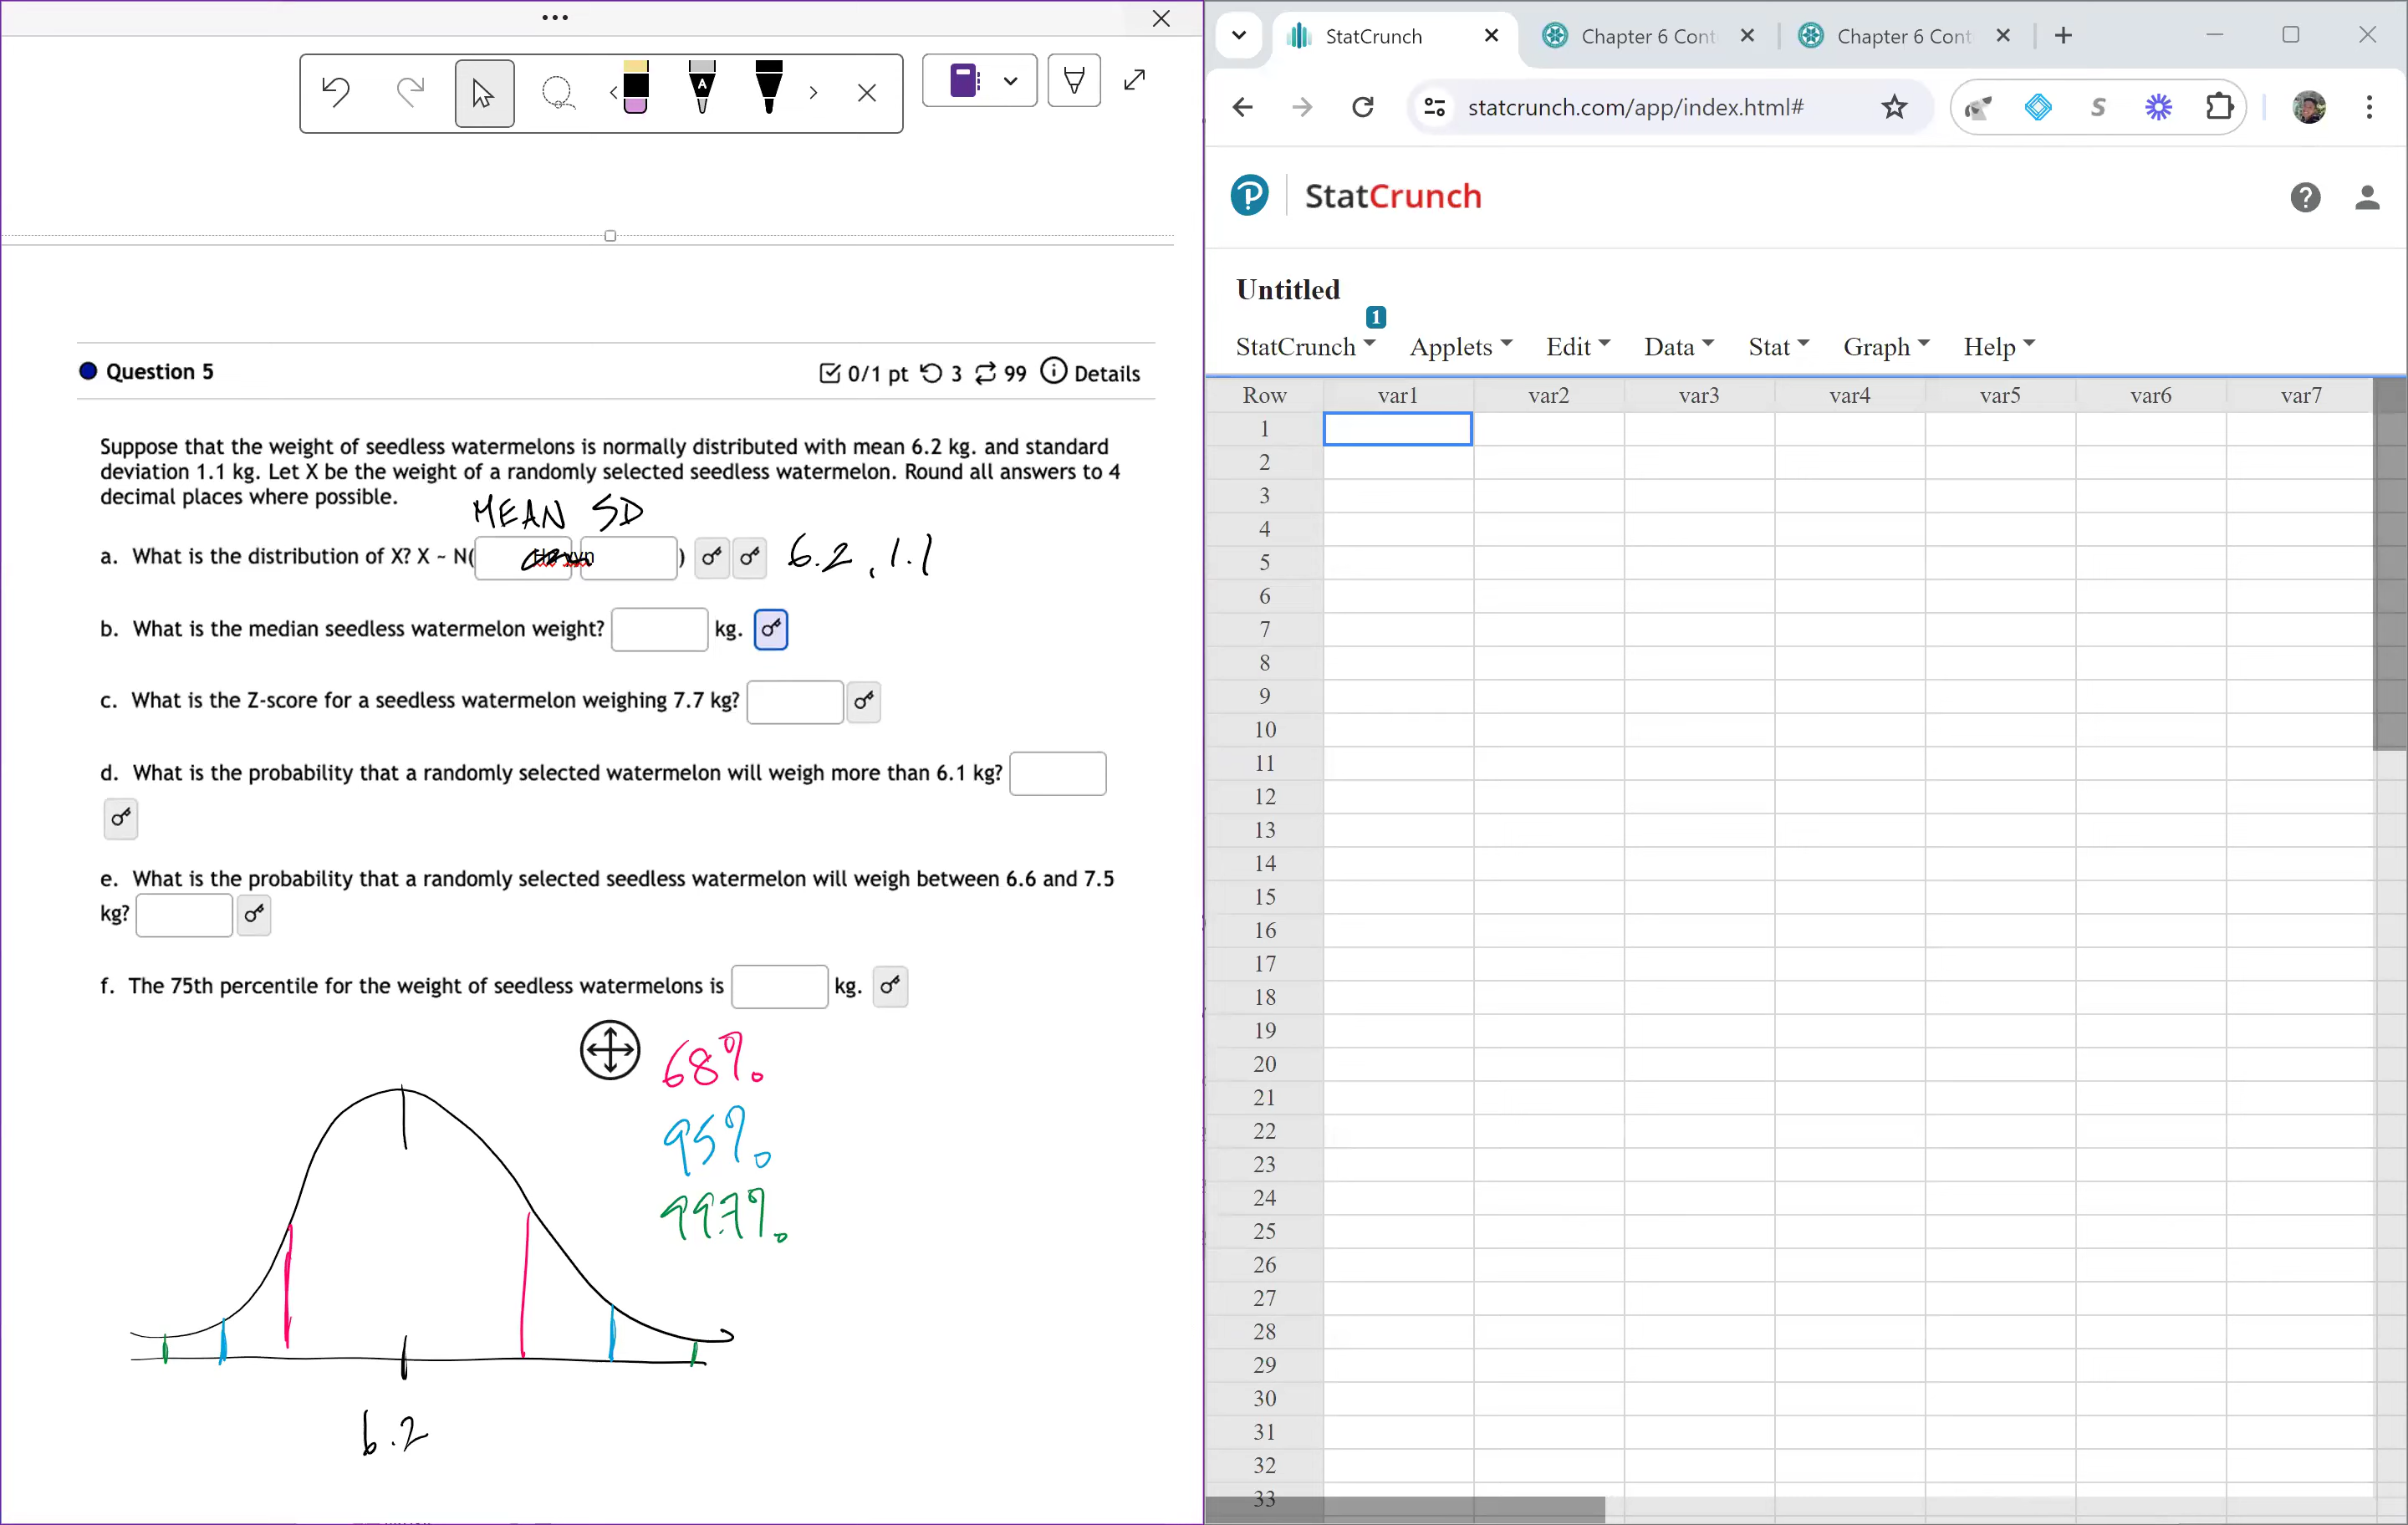 StatCrunch
Chapter 6 Cont
Chapter 6 Cont
statcrunch.com/app/index.html#
StatCrunch
Untitled
1
StatCrunch Applets Edit Data Stat Graph Help
Row var1 var2 var3 var4 var5 var6 var7
1
2
3
4
5
6
7
8
9
10
11
12
13
14
15
16
17
18
19
20
21
22
23
24
25
26
27
28
29
30
31
32
33
Question 5
0/1 pt 3 99 Details
Suppose that the weight of seedless watermelons is normally distributed with mean 6.2 kg. and standard
deviation 1.1 kg. Let X be the weight of a randomly selected seedless watermelon. Round all answers to 4
decimal places where possible.
MEAN SD
a. What is the distribution of X? X ~ N( ) 6.2, 1.1
b. What is the median seedless watermelon weight? kg.
c. What is the Z-score for a seedless watermelon weighing 7.7 kg?
d. What is the probability that a randomly selected watermelon will weigh more than 6.1 kg?
e. What is the probability that a randomly selected seedless watermelon will weigh between 6.6 and 7.5
kg?
f. The 75th percentile for the weight of seedless watermelons is kg.
68%
95%
99.7%
6.2